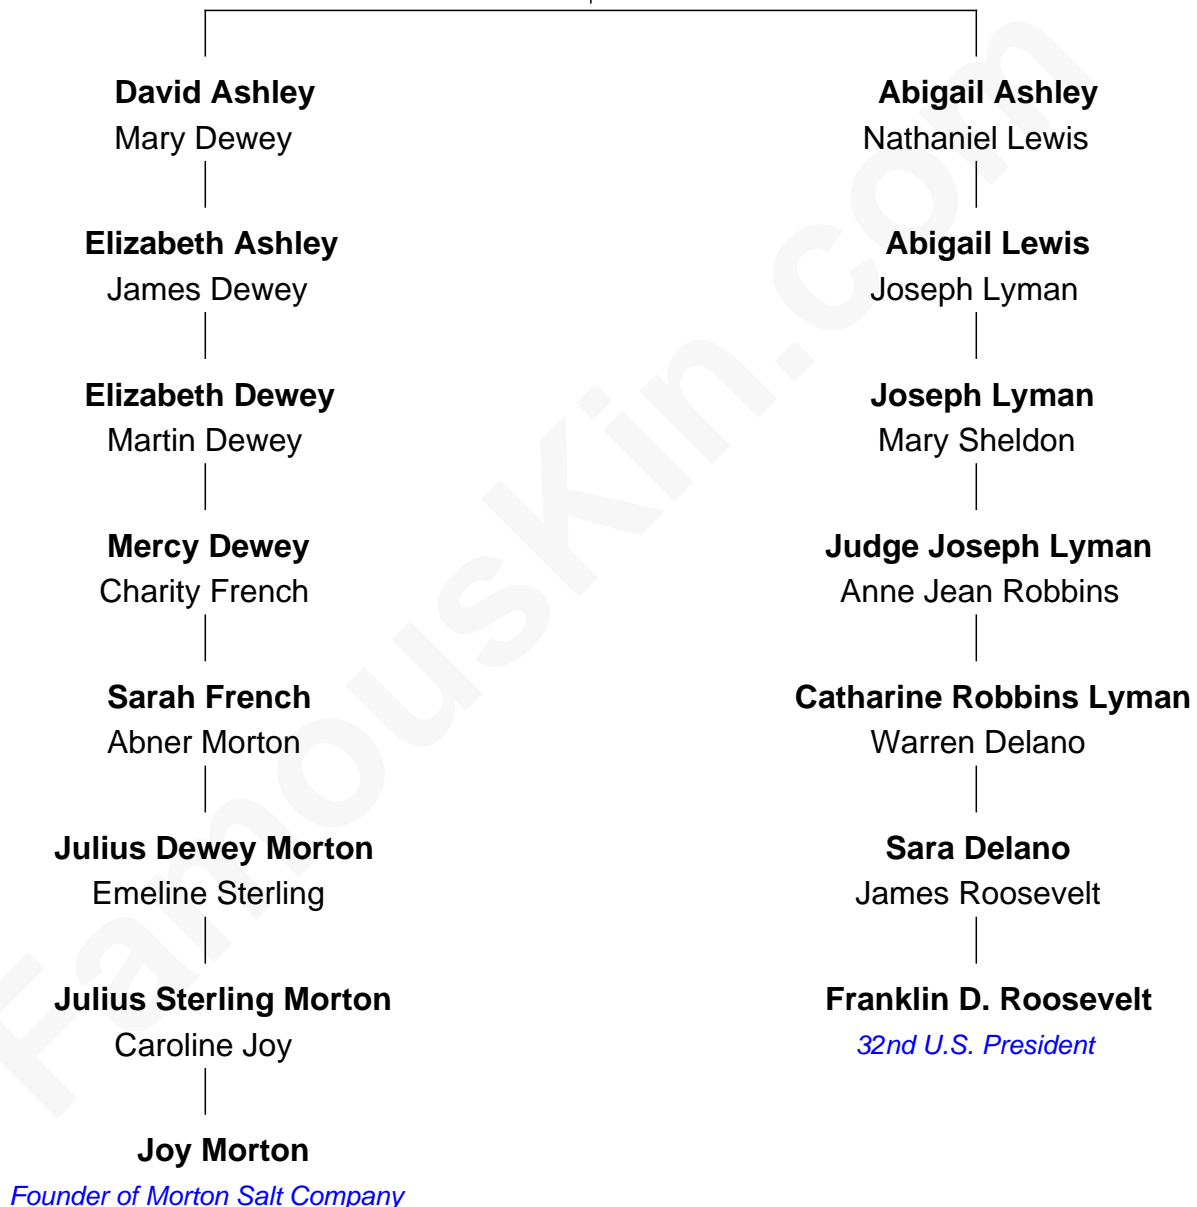 David Ashley
Mary Dewey
Elizabeth Ashley
James Dewey
Elizabeth Dewey
Martin Dewey
Mercy Dewey
Charity French
Sarah French
Abner Morton
Julius Dewey Morton
Emeline Sterling
Julius Sterling Morton
Caroline Joy
Joy Morton
Founder of Morton Salt Company
Abigail Ashley
Nathaniel Lewis
Abigail Lewis
Joseph Lyman
Joseph Lyman
Mary Sheldon
Judge Joseph Lyman
Anne Jean Robbins
Catharine Robbins Lyman
Warren Delano
Sara Delano
James Roosevelt
Franklin D. Roosevelt
32nd U.S. President
FamousKin.com